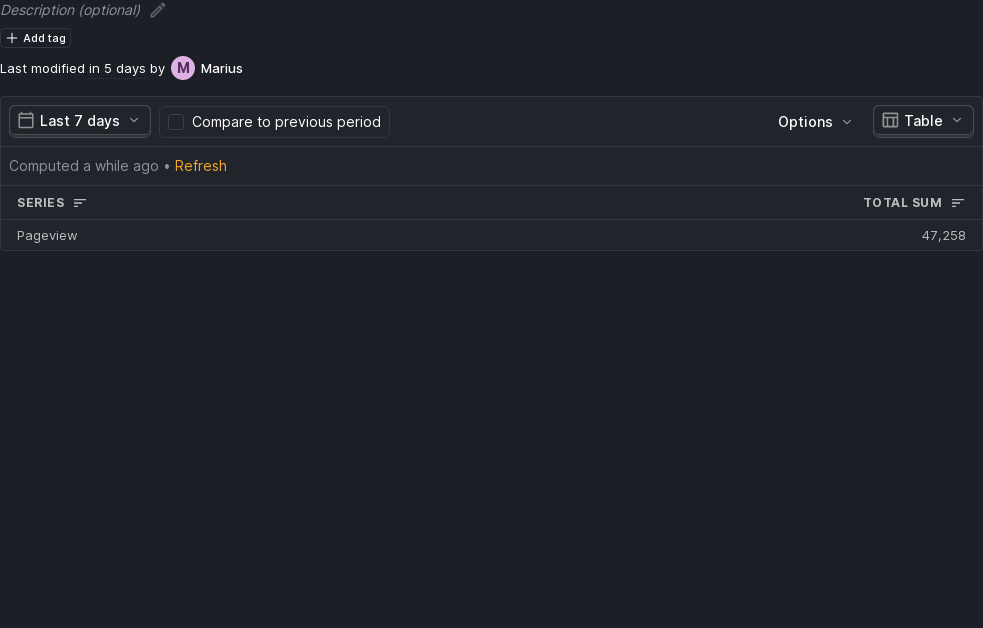 Description (optional)
Add tag
Last modified in 5 days by M Marius
Last 7 days Compare to previous period Options Table
Computed a while ago • Refresh
SERIES TOTAL SUM
Pageview 47,258